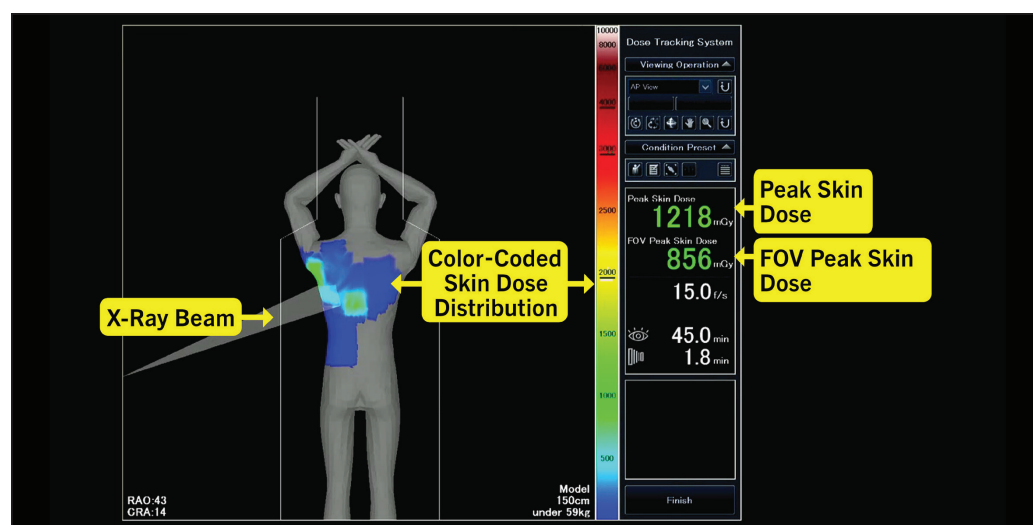 10000
8000
6000
4000
3000
2500
2000
1500
1000
500
Dose Tracking System
Viewing Operation
AP View
Condition Preset
Peak Skin Dose
1218 mGy
FOV Peak Skin Dose
856 mGy
15.0 f/s
45.0 min
1.8 min
Finish
Peak Skin
Dose
FOV Peak Skin
Dose
Color-Coded
Skin Dose
Distribution
X-Ray Beam
RAO:43
CRA:14
Model
150cm
under 59kg